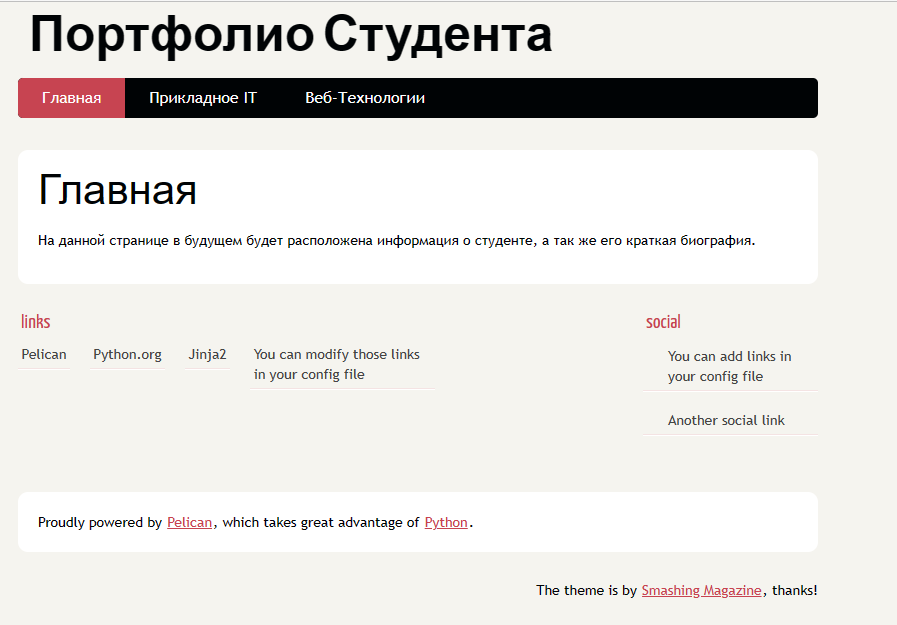 Портфолио Студента
Главная Прикладное IT Веб-Технологии
Главная
На данной странице в будущем будет расположена информация о студенте, а так же его краткая биография.
links
Pelican Python.org Jinja2 You can modify those links
in your config file
social
You can add links in
your config file
Another social link
Proudly powered by Pelican, which takes great advantage of Python.
The theme is by Smashing Magazine, thanks!